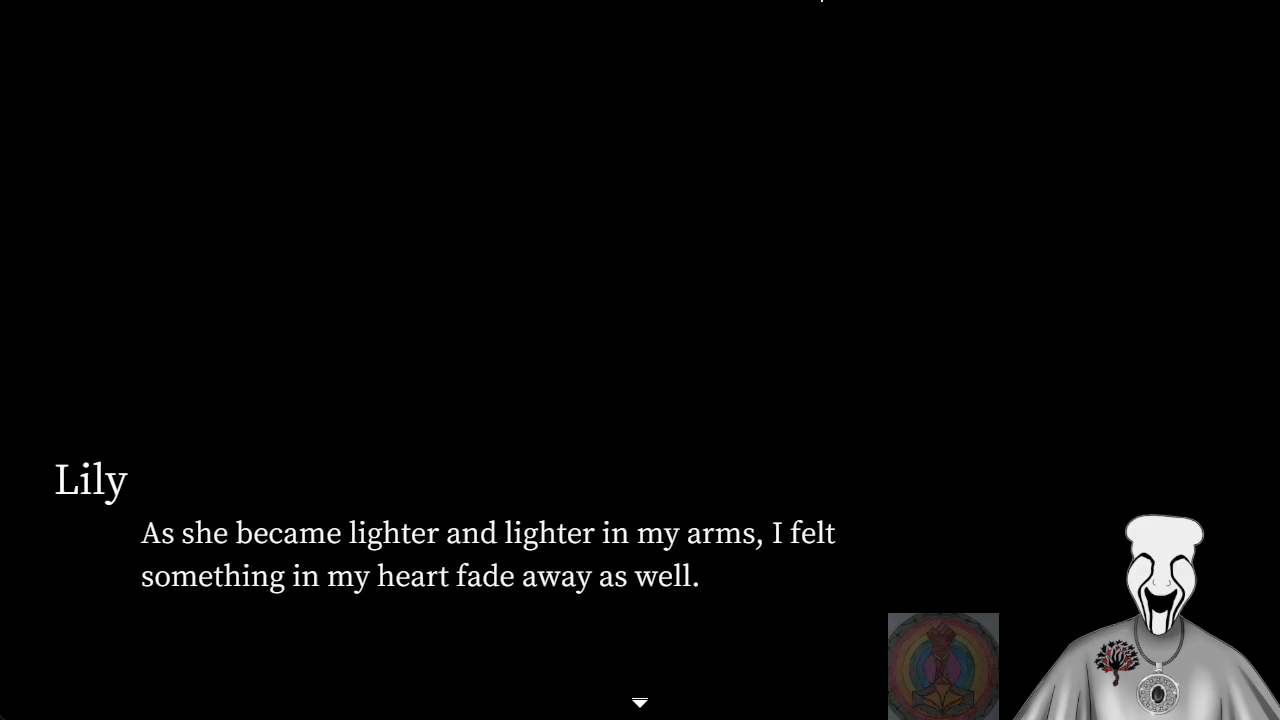 Lily
As she became lighter and lighter in my arms, I felt
something in my heart fade away as well.